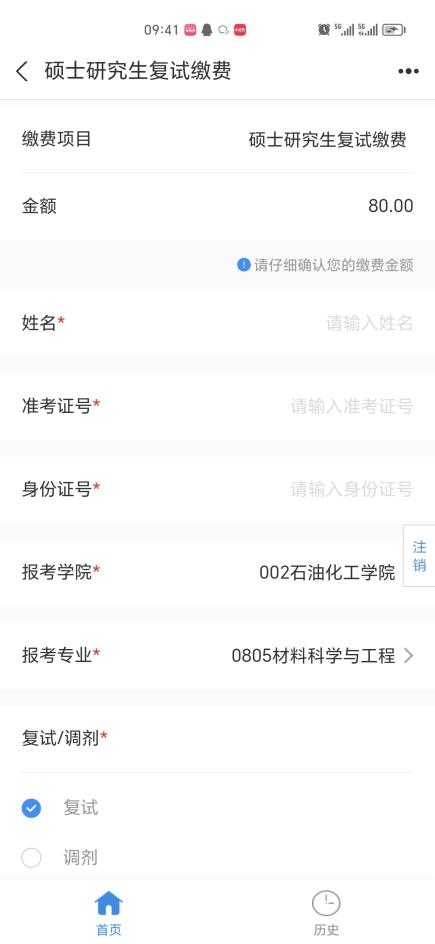 09:41
5G 5G
硕士研究生复试缴费
缴费项目 硕士研究生复试缴费
金额 80.00
请仔细确认您的缴费金额
姓名* 请输入姓名
准考证号* 请输入准考证号
身份证号* 请输入身份证号
注
销
报考学院* 002石油化工学院
报考专业* 0805材料科学与工程
复试/调剂*
复试
调剂
首页 历史